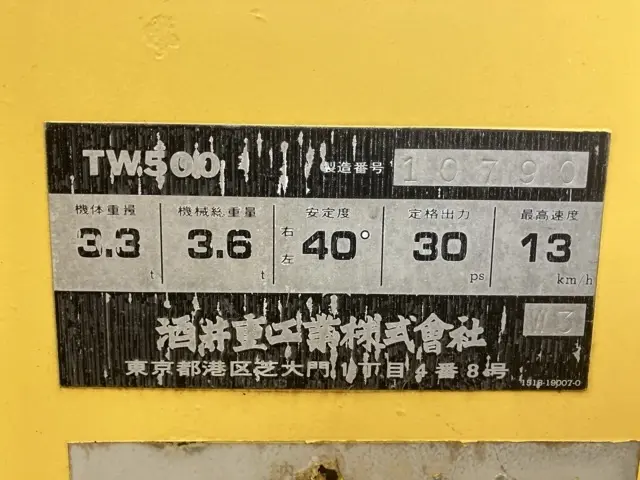 TW500 製造番号 10790
機体重量 機械総重量 安定度 定格出力 最高速度
3.3 t 3.6 t 右 左 40° 30 ps 13 km/h
W3
酒井重工業株式會社
東京都港区芝大門1丁目4番8号
1518-19007-0